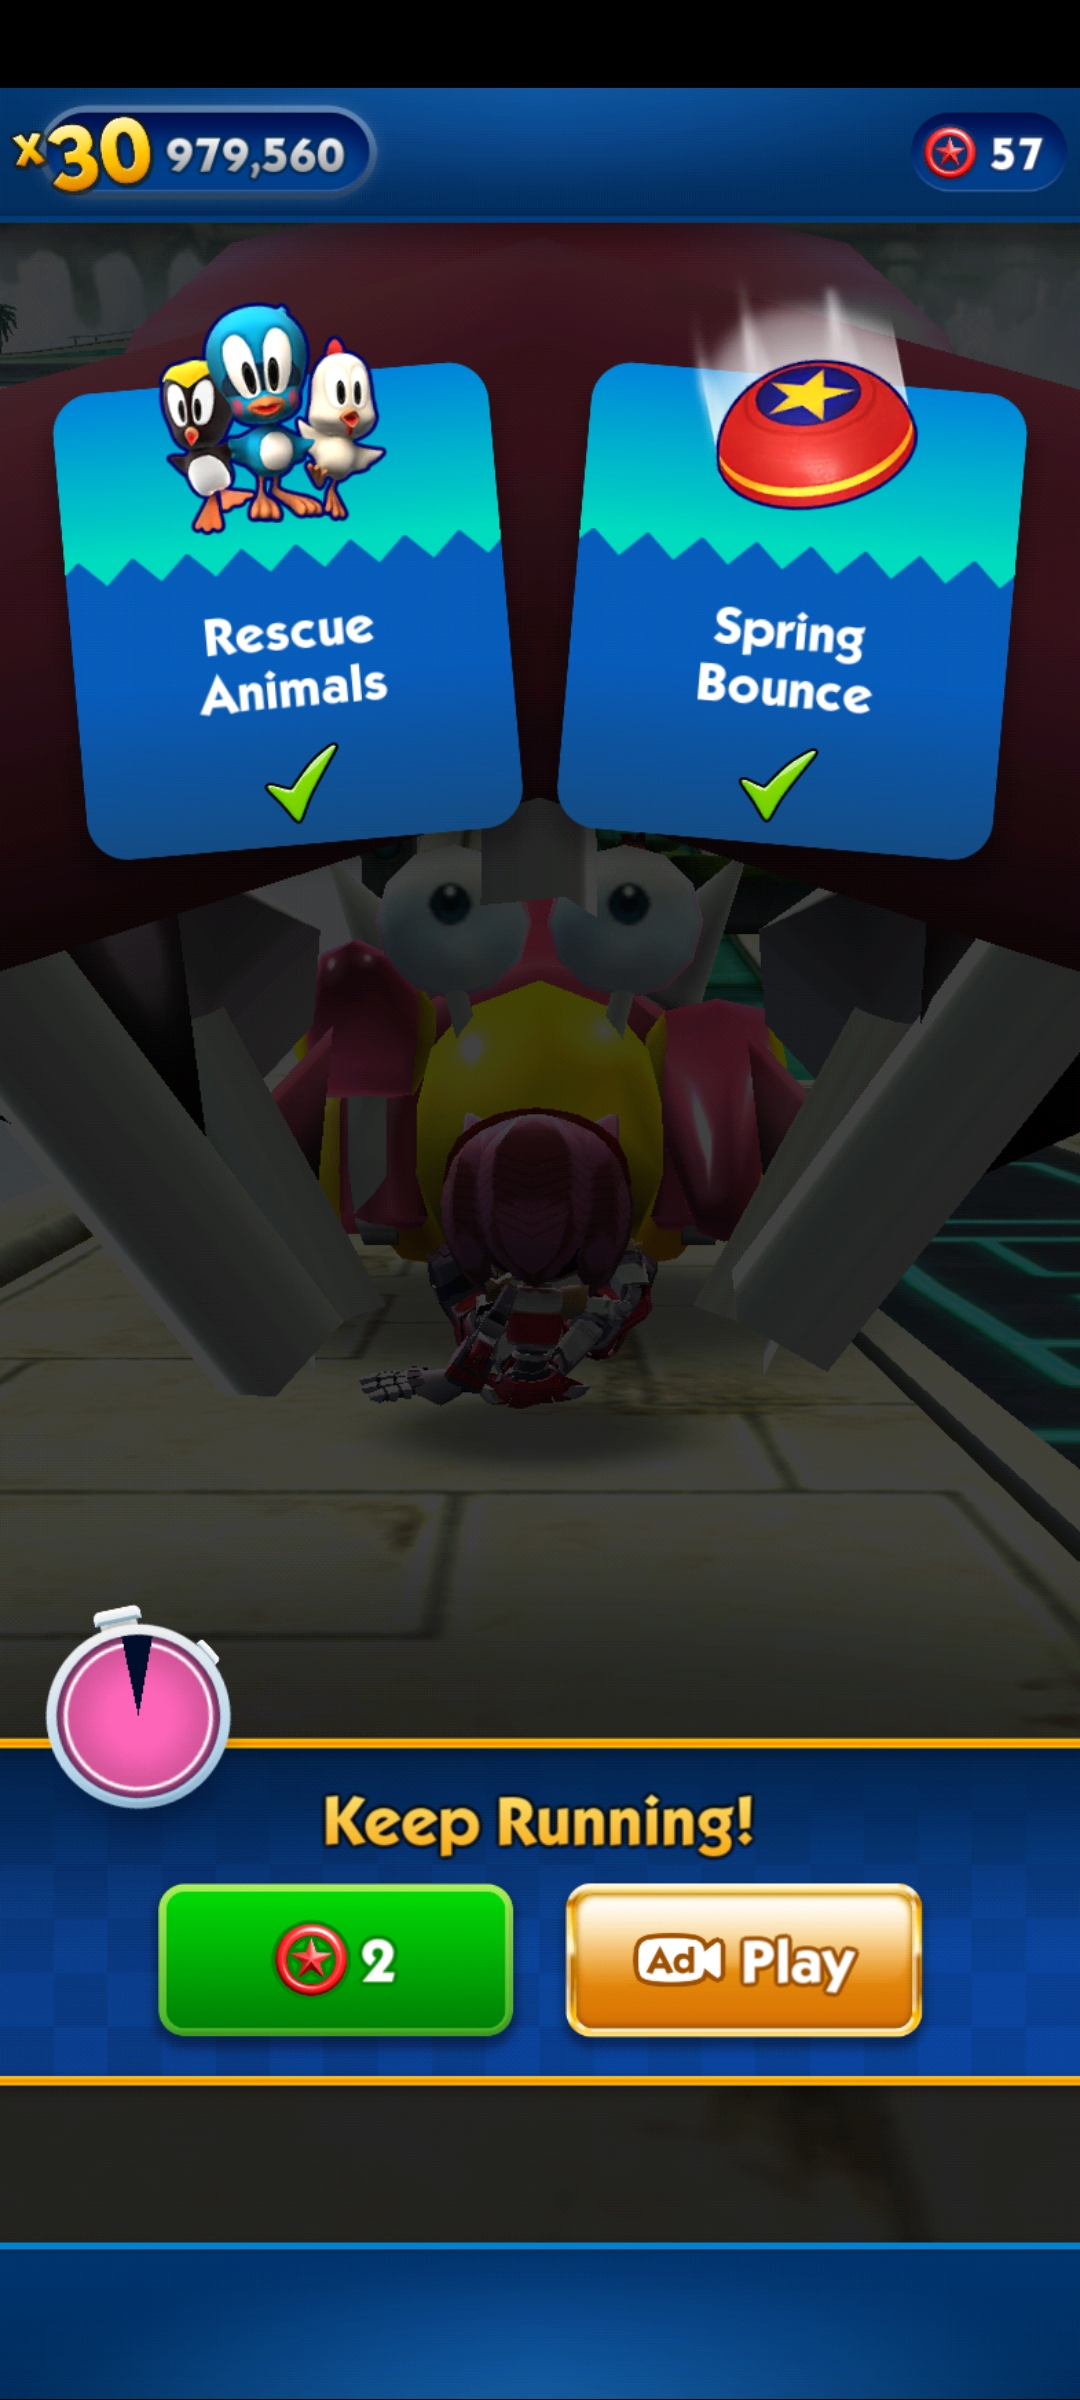 x30 979,560
57
Rescue
Animals
Spring
Bounce
Keep Running!
2
Ad Play